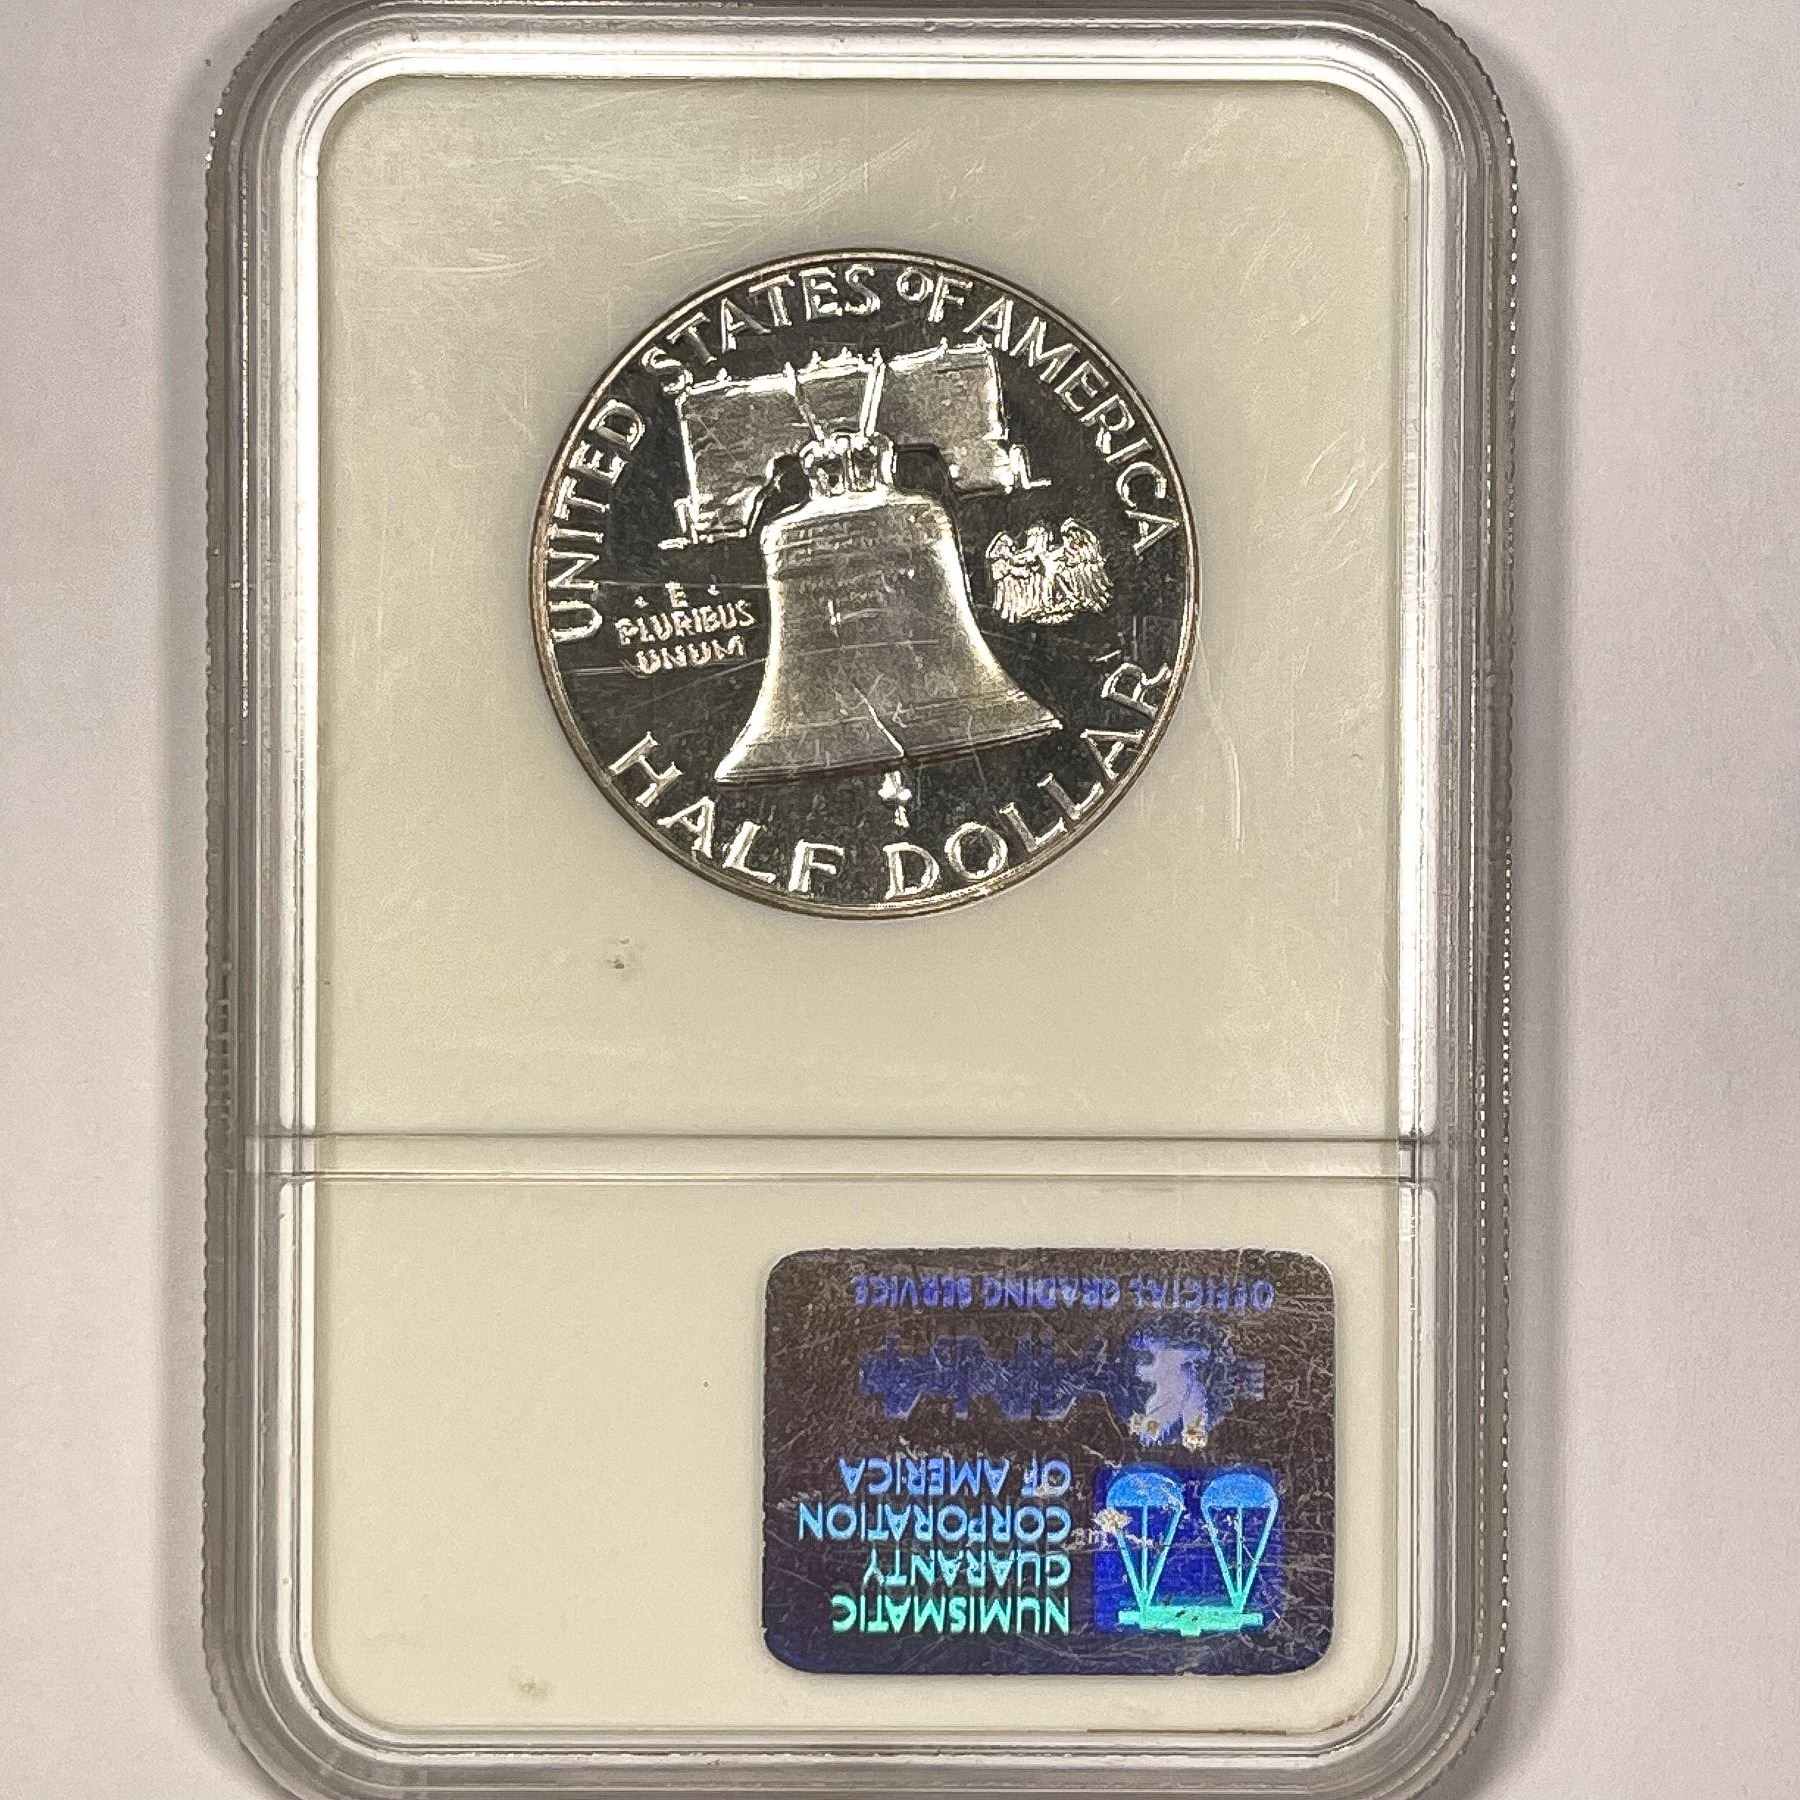 UNITED STATES OF AMERICA
E
PLURIBUS
UNUM
HALF DOLLAR
NUMISMATIC
GUARANTY
CORPORATION
OF AMERICA
OFFICIAL GRADING SERVICE